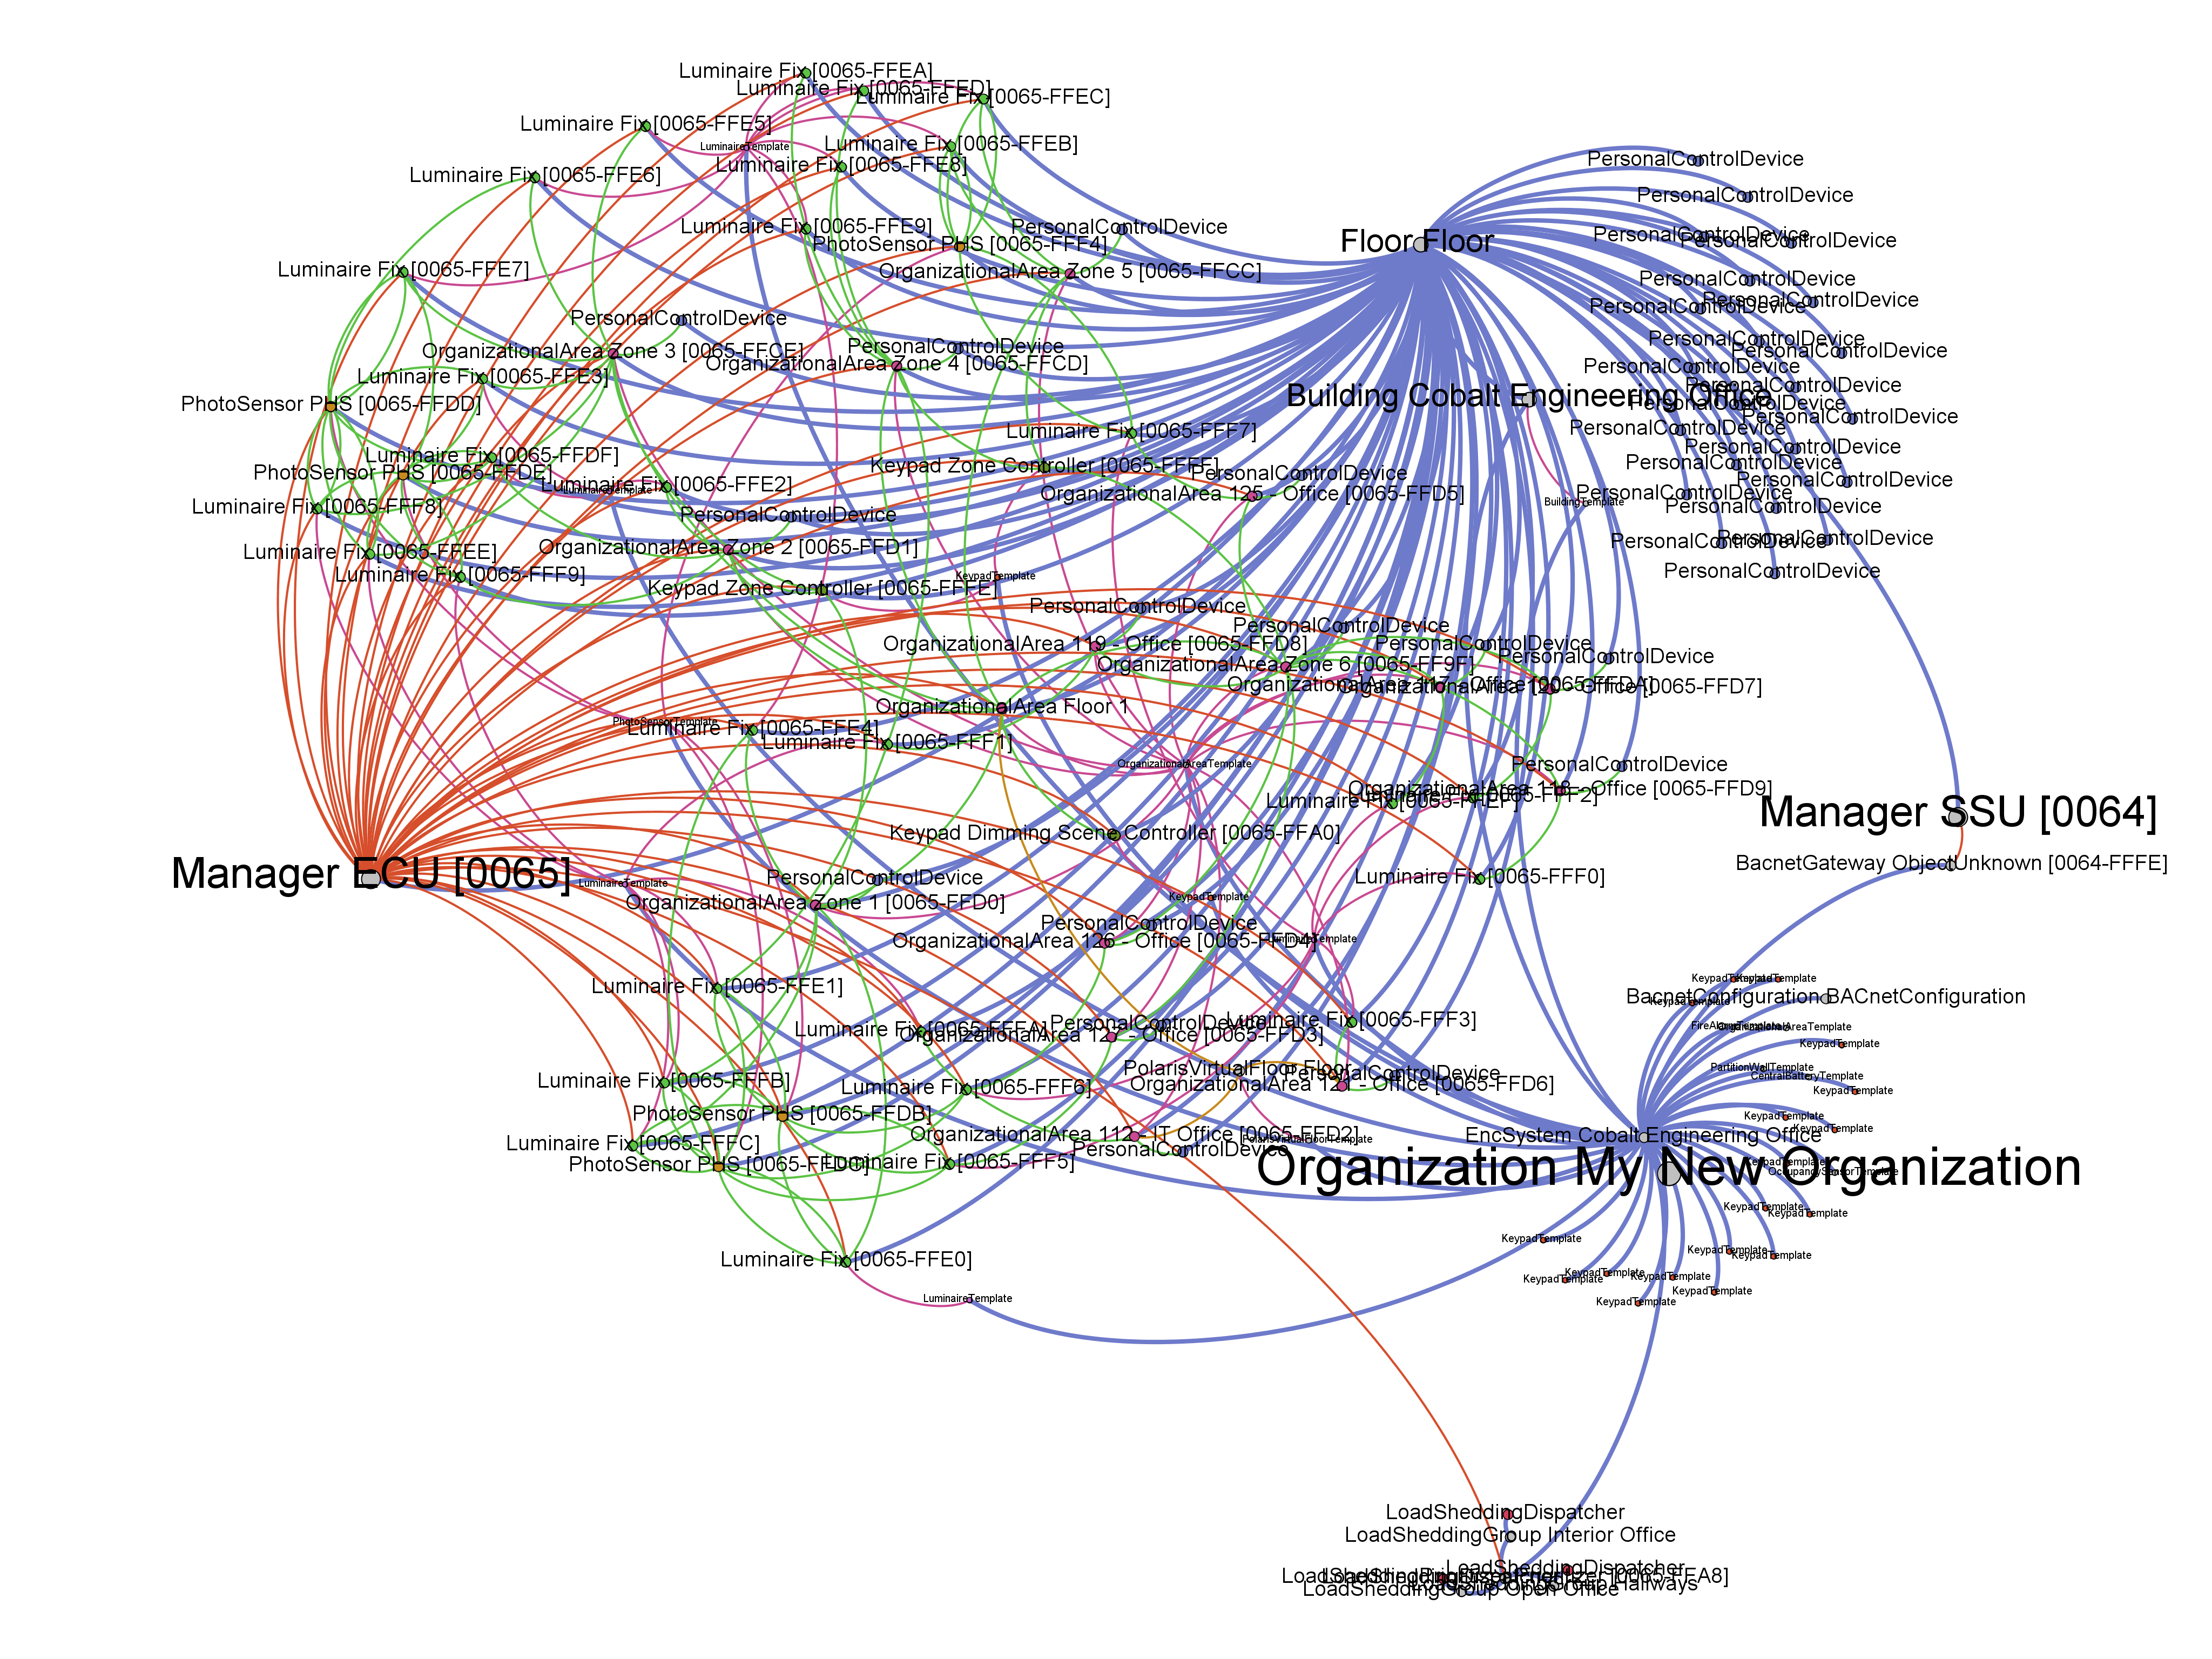 Luminaire Fix [0065-FFEA]
Luminaire Fix [0065-FFED]
Luminaire Fix [0065-FFEC]
Luminaire Fix [0065-FFE5]
LuminaireTemplate
Luminaire Fix [0065-FFEB]
Luminaire Fix [0065-FFE8]
PersonalControlDevice
Luminaire Fix [0065-FFE6]
PersonalControlDevice
Luminaire Fix [0065-FFE9]
PersonalControlDevice
PhotoSensor PHS [0065-FFF4]
Floor Floor
PersonalControlDevice
PersonalControlDevice
Luminaire Fix [0065-FFE7]
OrganizationalArea Zone 5 [0065-FFCC]
PersonalControlDevice
PersonalControlDevice
PersonalControlDevice
PersonalControlDevice
PersonalControlDevice
OrganizationalArea Zone 3 [0065-FFCE]
PersonalControlDevice
OrganizationalArea Zone 4 [0065-FFCD]
PersonalControlDevice
PersonalControlDevice
Luminaire Fix [0065-FFE3]
PersonalControlDevice
PersonalControlDevice
PhotoSensor PHS [0065-FFDD]
Building Cobalt Engineering Office
PersonalControlDevice
PersonalControlDevice
Luminaire Fix [0065-FFF7]
PersonalControlDevice
PersonalControlDevice
Luminaire Fix [0065-FFDF]
Keypad Zone Controller [0065-FFFF]
PersonalControlDevice
PhotoSensor PHS [0065-FFDE]
PersonalControlDevice
PersonalControlDevice
Luminaire Fix [0065-FFE2]
LuminaireTemplate
OrganizationalArea 125 - Office [0065-FFD5]
PersonalControlDevice
BuildingTemplate
Luminaire Fix [0065-FFF8]
PersonalControlDevice
PersonalControlDevice
Luminaire Fix [0065-FFEE]
OrganizationalArea Zone 2 [0065-FFD1]
PersonalControlDevice
PersonalControlDevice
Luminaire Fix [0065-FFF9]
KeypadTemplate
PersonalControlDevice
Keypad Zone Controller [0065-FFFE]
PersonalControlDevice
PersonalControlDevice
OrganizationalArea 119 - Office [0065-FFD8]
PersonalControlDevice
OrganizationalArea Zone 6 [0065-FF9F]
PersonalControlDevice
OrganizationalArea 117 - Office [0065-FFDA]
OrganizationalArea 120 - Office [0065-FFD7]
OrganizationalArea Floor 1
PhotoSensorTemplate
Luminaire Fix [0065-FFE4]
Luminaire Fix [0065-FFF1]
OrganizationalAreaTemplate
PersonalControlDevice
OrganizationalArea 118 - Office [0065-FFD9]
Luminaire Fix [0065-FFEF]
Luminaire Fix [0065-FFF2]
Manager SSU [0064]
Keypad Dimming Scene Controller [0065-FFA0]
BacnetGateway ObjectUnknown [0064-FFFE]
Manager ECU [0065]
LuminaireTemplate
PersonalControlDevice
Luminaire Fix [0065-FFF0]
OrganizationalArea Zone 1 [0065-FFD0]
KeypadTemplate
PersonalControlDevice
OrganizationalArea 126 - Office [0065-FFD4]
LuminaireTemplate
Luminaire Fix [0065-FFE1]
KeypadTemplate
KeypadTemplate
KeypadTemplate
BacnetConfiguration BACnetConfiguration
Luminaire Fix [0065-FFFA]
PersonalControlDevice
Luminaire Fix [0065-FFF3]
FireAlarmTemplate
OrganizationalAreaTemplate
OrganizationalArea 127 - Office [0065-FFD3]
KeypadTemplate
PolarisVirtualFloor Floor
PersonalControlDevice
PartitionWallTemplate
CentralBatteryTemplate
Luminaire Fix [0065-FFFB]
Luminaire Fix [0065-FFF6]
OrganizationalArea 121 - Office [0065-FFD6]
KeypadTemplate
PhotoSensor PHS [0065-FFDB]
KeypadTemplate
KeypadTemplate
OrganizationalArea 112 - IT Office [0065-FFD2]
PolarisVirtualFloorTemplate
EncSystem Cobalt Engineering Office
Luminaire Fix [0065-FFFC]
PersonalControlDevice
PhotoSensor PHS [0065-FFDC]
Luminaire Fix [0065-FFF5]
KeypadTemplate
OccupancySensorTemplate
Organization My New Organization
KeypadTemplate
KeypadTemplate
KeypadTemplate
KeypadTemplate
KeypadTemplate
Luminaire Fix [0065-FFE0]
KeypadTemplate
KeypadTemplate
KeypadTemplate
KeypadTemplate
KeypadTemplate
LuminaireTemplate
LoadSheddingDispatcher
LoadSheddingGroup Interior Office
LoadSheddingDispatcher
[0065-FEA8]
LoadSheddingGroup Hallways
LoadSheddingGroup Open Office